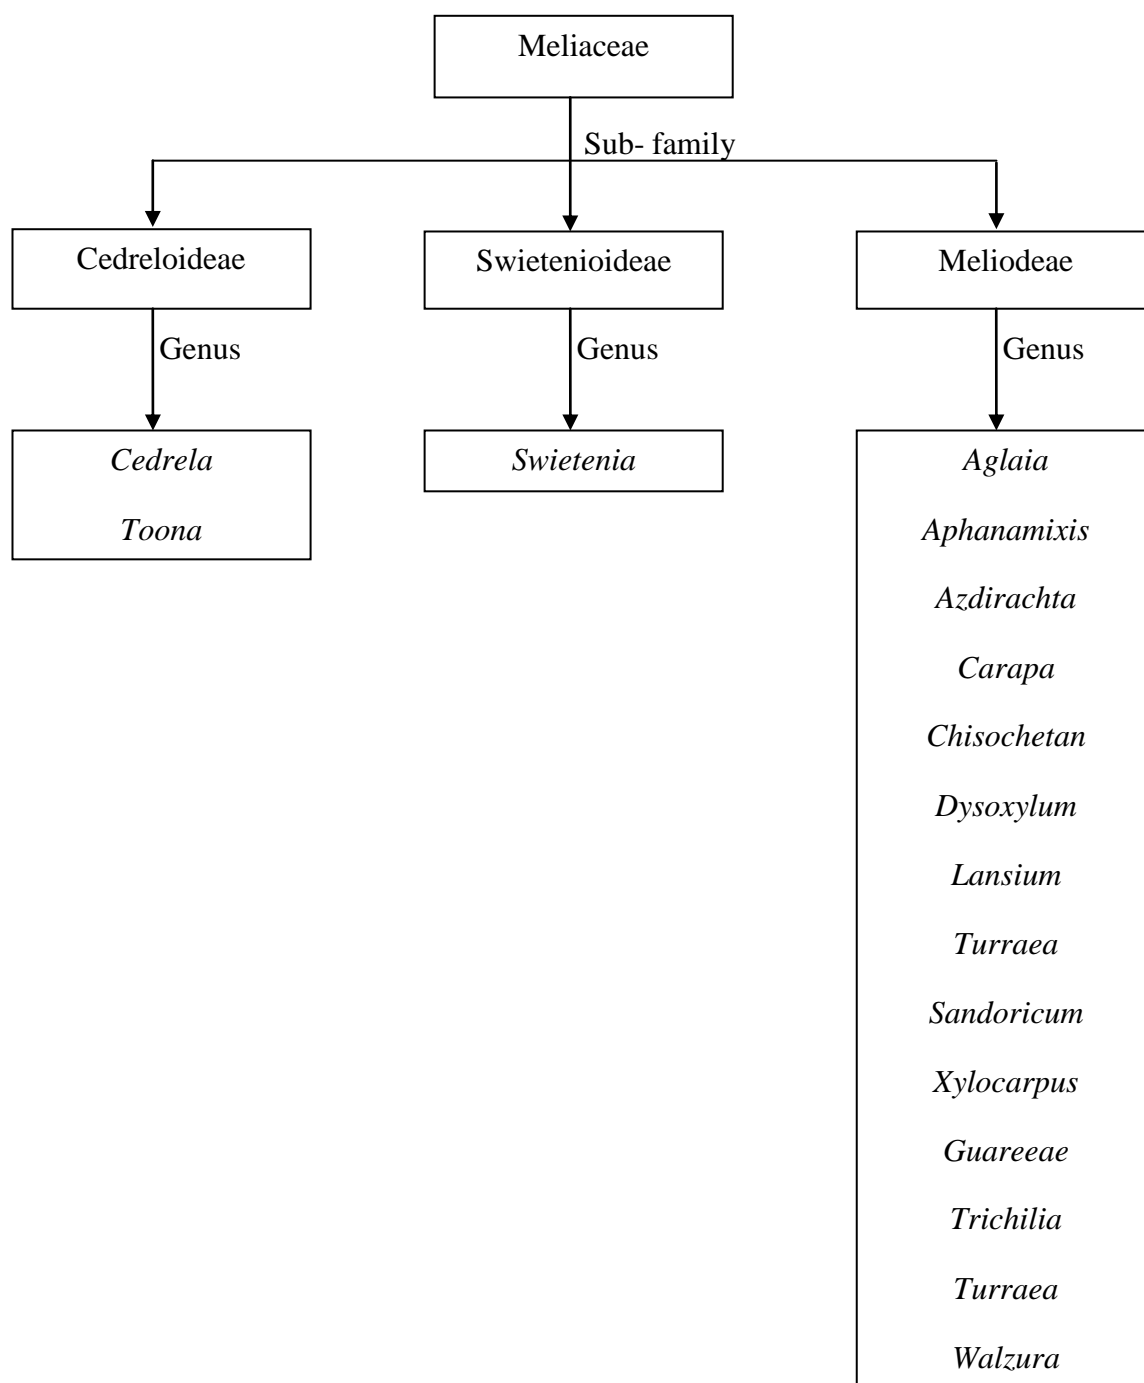 Meliaceae
Sub- family
Cedreloideae
Swietenioideae
Meliodeae
Genus
Genus
Genus
Cedrela
Toona
Swietenia
Aglaia
Aphanamixis
Azdirachta
Carapa
Chisochetan
Dysoxylum
Lansium
Turraea
Sandoricum
Xylocarpus
Guareeae
Trichilia
Turraea
Walzura